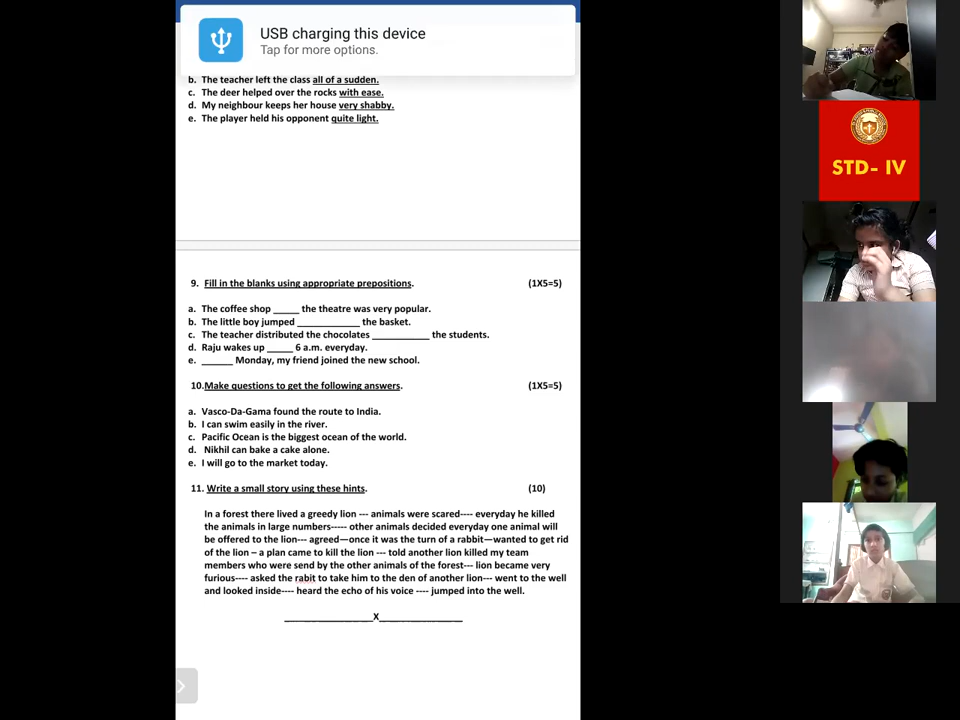 USB charging this device
Tap for more options.
b. The teacher left the class all of a sudden.
c. The deer helped over the rocks with ease.
d. My neighbour keeps her house very shabby.
e. The player held his opponent quite light.
9. Fill in the blanks using appropriate prepositions. (1X5=5)
a. The coffee shop _____ the theatre was very popular.
b. The little boy jumped ____________ the basket.
c. The teacher distributed the chocolates ___________ the students.
d. Raju wakes up _____ 6 a.m. everyday.
e. ______ Monday, my friend joined the new school.
10.Make questions to get the following answers. (1X5=5)
a. Vasco-Da-Gama found the route to India.
b. I can swim easily in the river.
c. Pacific Ocean is the biggest ocean of the world.
d. Nikhil can bake a cake alone.
e. I will go to the market today.
11. Write a small story using these hints. (10)
In a forest there lived a greedy lion --- animals were scared---- everyday he killed
the animals in large numbers----- other animals decided everyday one animal will
be offered to the lion--- agreed—once it was the turn of a rabbit—wanted to get rid
of the lion – a plan came to kill the lion --- told another lion killed my team
members who were send by the other animals of the forest--- lion became very
furious---- asked the rabit to take him to the den of another lion--- went to the well
and looked inside---- heard the echo of his voice ---- jumped into the well.
_________________X________________
STD- IV